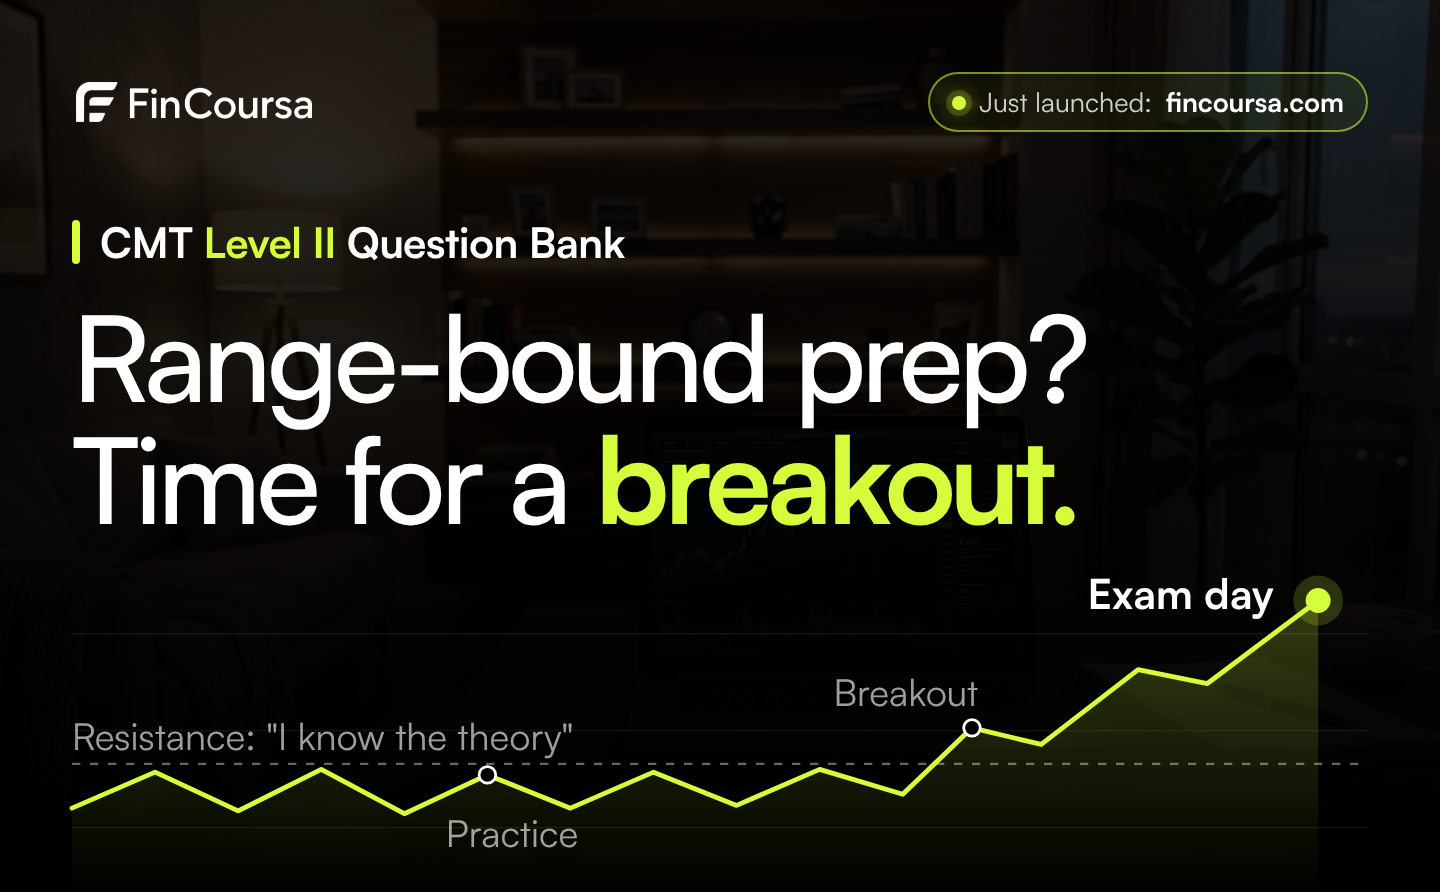 FinCoursa
Just launched: fincoursa.com
CMT Level II Question Bank
Range-bound prep?
Time for a breakout.
Exam day
Breakout
Resistance: "I know the theory"
Practice